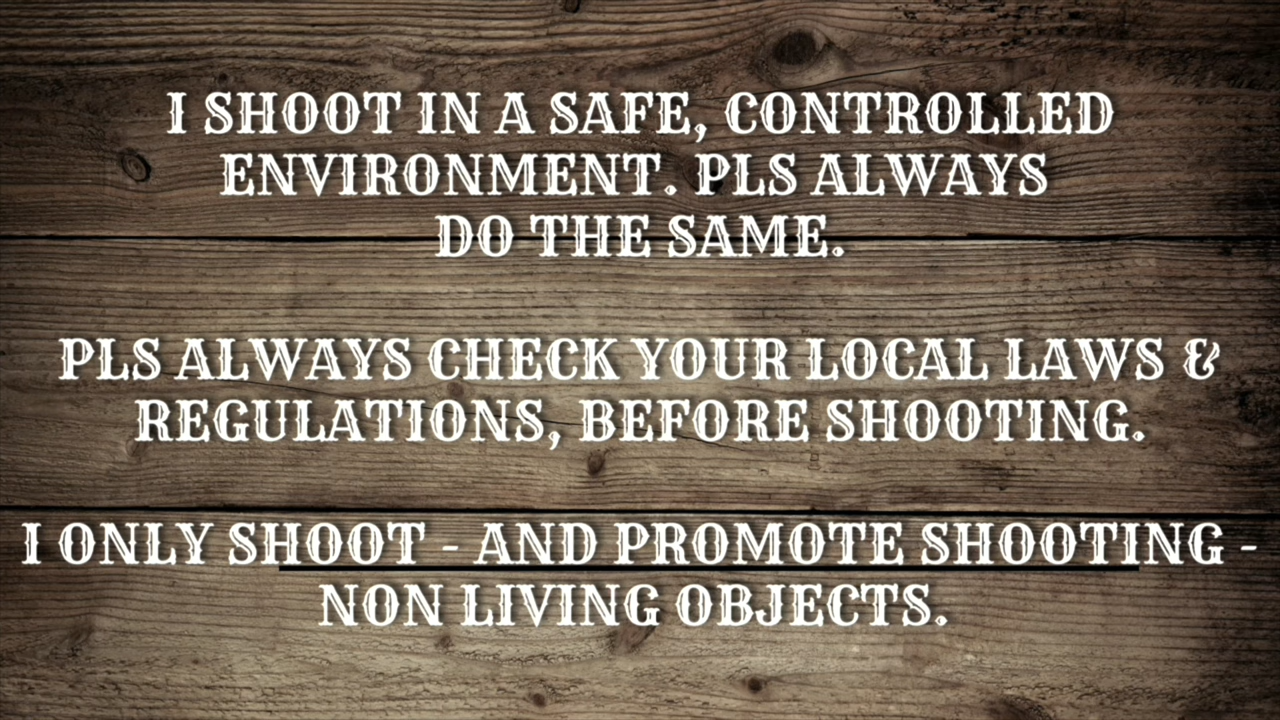 I SHOOT IN A SAFE, CONTROLLED
ENVIRONMENT. PLS ALWAYS
DO THE SAME.
PLS ALWAYS CHECK YOUR LOCAL LAWS &
REGULATIONS, BEFORE SHOOTING.
I ONLY SHOOT - AND PROMOTE SHOOTING -
NON LIVING OBJECTS.